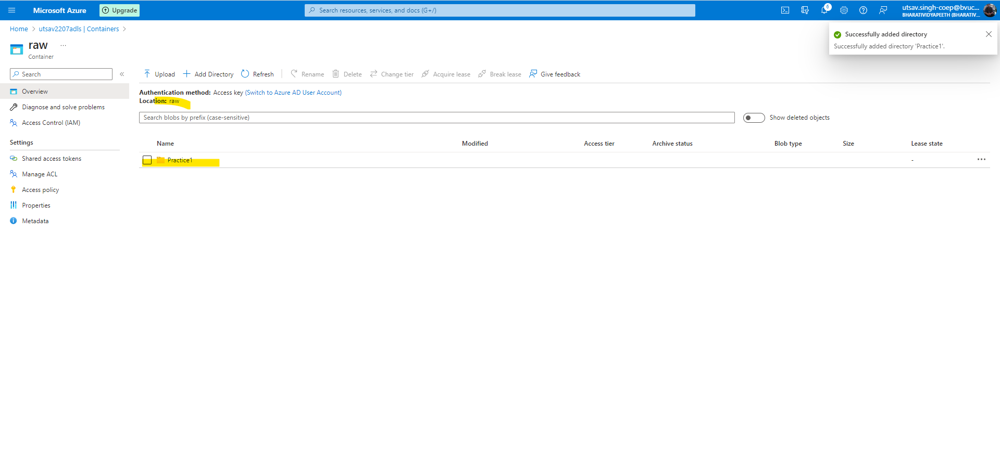 Microsoft Azure
Upgrade
Search resources, services, and docs (G+/)
6
utsav.singh-coep@bvuc...
BHARATIVIDYAPEETH (BHARATIV...
Home > utsav2207adls | Containers >
Successfully added directory
Successfully added directory 'Practice1'.
raw ...
Container
Search
«
Upload
Add Directory
Refresh
Rename
Delete
Change tier
Acquire lease
Break lease
Give feedback
Overview
Diagnose and solve problems
Access Control (IAM)
Settings
Shared access tokens
Manage ACL
Access policy
Properties
Metadata
Authentication method: Access key (Switch to Azure AD User Account)
Location: raw
Search blobs by prefix (case-sensitive)
Show deleted objects
Name Modified Access tier Archive status Blob type Size Lease state
Practice1 - ...